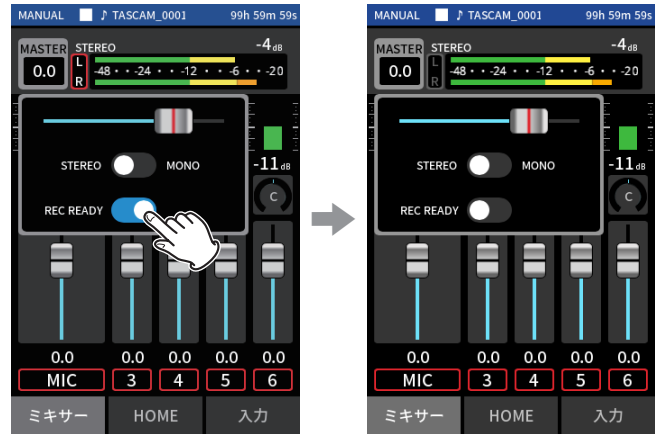 MANUAL ♪ TASCAM_0001 99h 59m 59s
MASTER STEREO -4dB
0.0 L -48 · · -24 · · -12 · · -6 · · -20
R
STEREO MONO -11dB
REC READY C
0.0 0.0 0.0 0.0 0.0
MIC 3 4 5 6
ミキサー HOME 入力
MANUAL ♪ TASCAM_0001 99h 59m 59s
MASTER STEREO -4dB
0.0 L -48 · · -24 · · -12 · · -6 · · -20
R
STEREO MONO -11dB
REC READY C
0.0 0.0 0.0 0.0 0.0
MIC 3 4 5 6
ミキサー HOME 入力